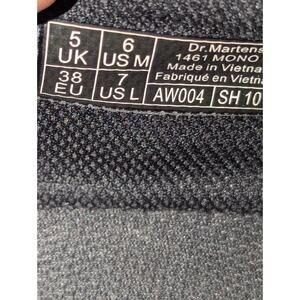 5 UK
6 US M
38 EU
7 US L
Dr.Martens
1461 MONO
Made in Vietnam
Fabriqué en Vietnam
AW004
SH 10